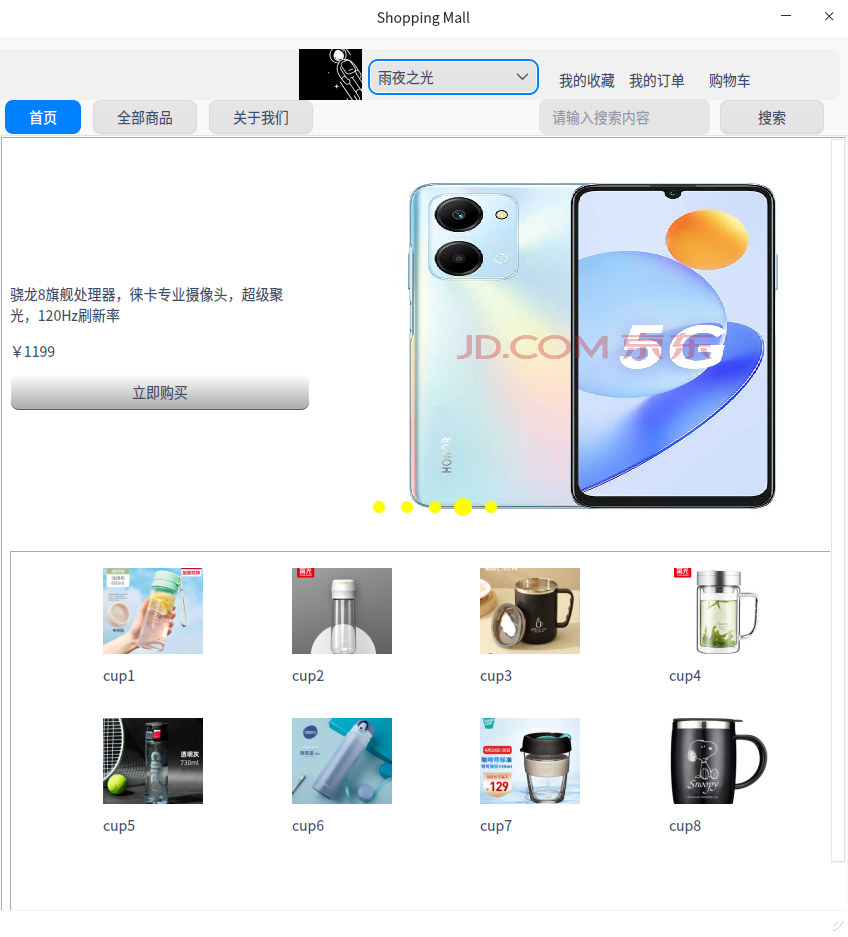 Shopping Mall
雨夜之光
我的收藏 我的订单 购物车
首页 全部商品 关于我们 请输入搜索内容 搜索
骁龙8旗舰处理器，徕卡专业摄像头，超级聚
光，120Hz刷新率
￥1199
立即购买
JD.COM 京东
5G
HONOR
cup1 cup2 cup3 cup4
透明灰
730ml
129
Snoopy
cup5 cup6 cup7 cup8